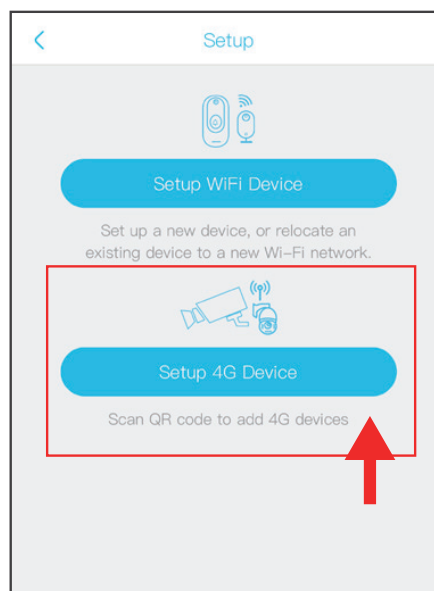 Setup
Setup WiFi Device
Set up a new device, or relocate an
existing device to a new Wi-Fi network.
Setup 4G Device
Scan QR code to add 4G devices